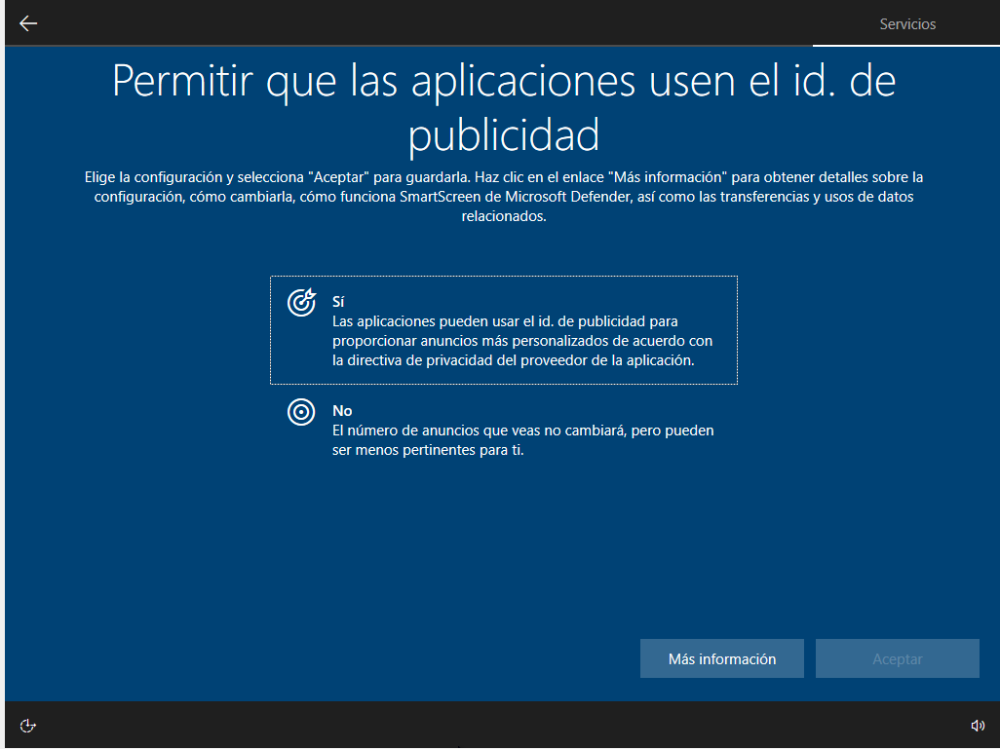 Servicios
Permitir que las aplicaciones usen el id. de
publicidad
Elige la configuración y selecciona "Aceptar" para guardarla. Haz clic en el enlace "Más información" para obtener detalles sobre la
configuración, cómo cambiarla, cómo funciona SmartScreen de Microsoft Defender, así como las transferencias y usos de datos
relacionados.
Sí
Las aplicaciones pueden usar el id. de publicidad para
proporcionar anuncios más personalizados de acuerdo con
la directiva de privacidad del proveedor de la aplicación.
No
El número de anuncios que veas no cambiará, pero pueden
ser menos pertinentes para ti.
Más información
Aceptar